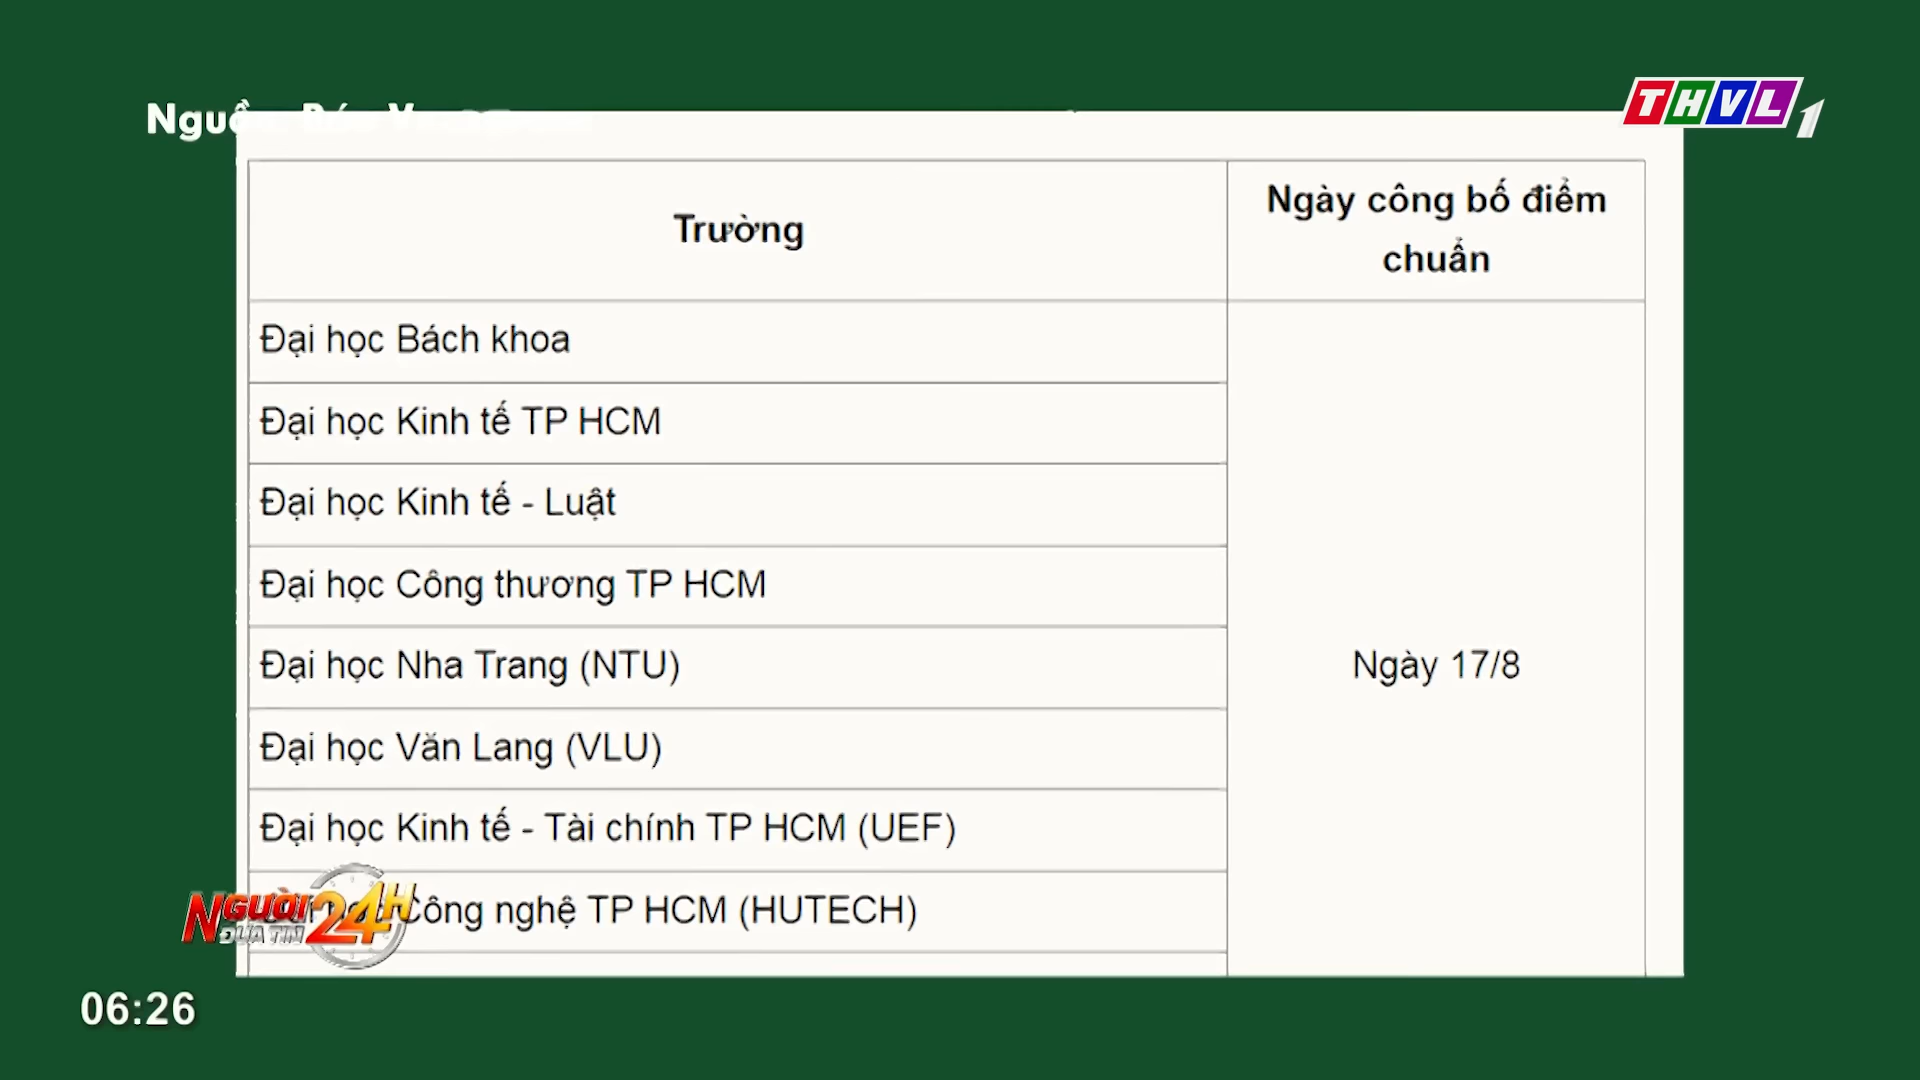 THVL1
Nguồn: Báo
Trường
Ngày công bố điểm
chuẩn
Đại học Bách khoa
Đại học Kinh tế TP HCM
Đại học Kinh tế - Luật
Đại học Công thương TP HCM
Đại học Nha Trang (NTU)
Ngày 17/8
Đại học Văn Lang (VLU)
Đại học Kinh tế - Tài chính TP HCM (UEF)
Công nghệ TP HCM (HUTECH)
NGƯỜI
ĐƯA TIN
24H
06:26